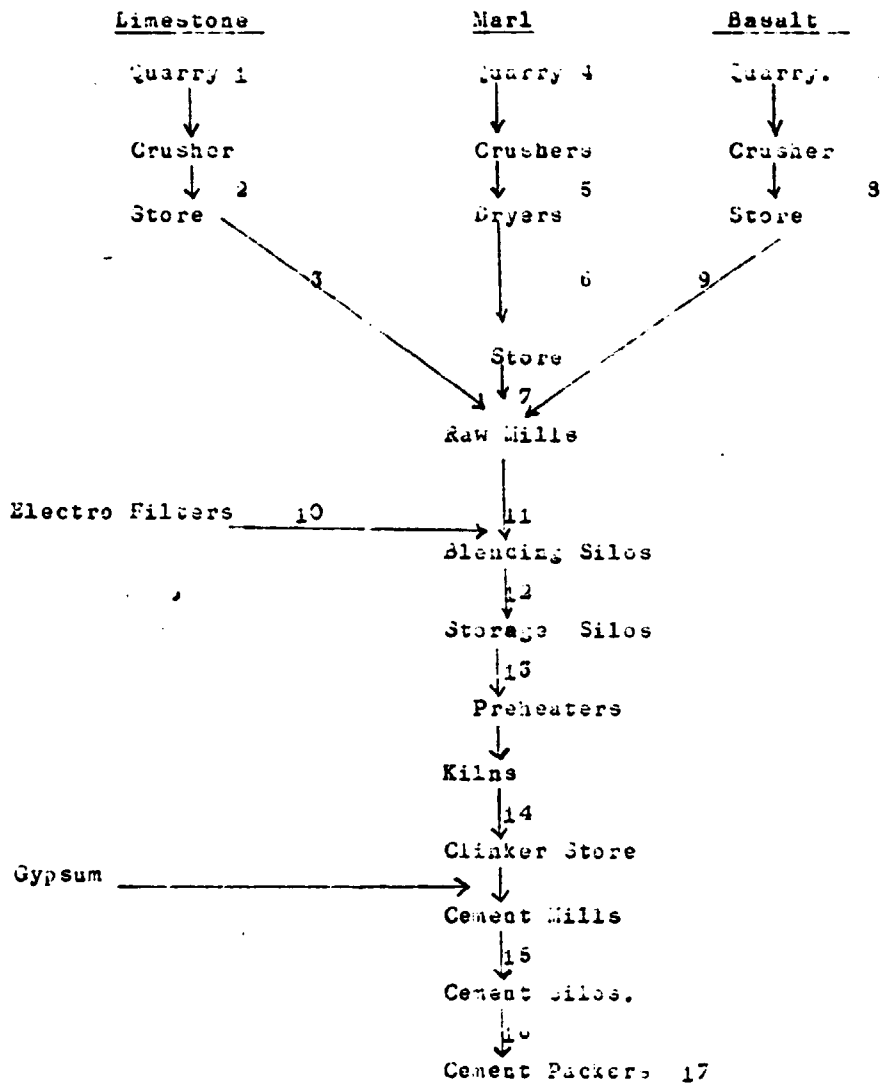 Limestone Marl Basalt
Quarry 1 Quarry 4 Quarry.
Crusher Crushers Crusher
2 5 8
Store Dryers Store
3 6 9
Store
7
Raw Mills
Electro Filters 10 11
Blending Silos
12
Storage Silos
13
Preheaters
Kilns
14
Clinker Store
Gypsum
Cement Mills
15
Cement Silos.
Cement Packers 17